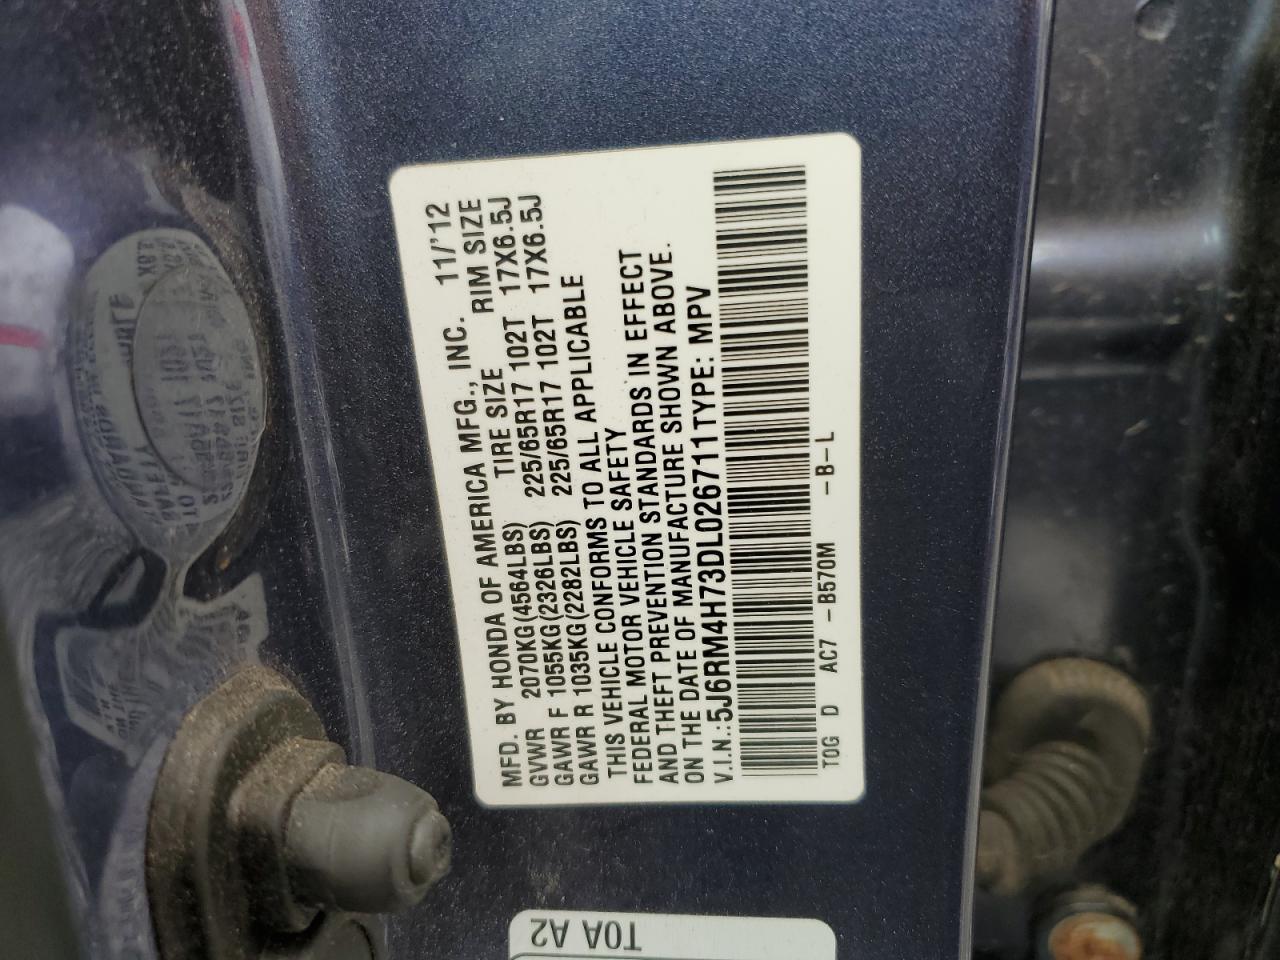 MFD. BY HONDA OF AMERICA MFG., INC. 11/'12
GVWR 2070KG(4564LBS) TIRE SIZE RIM SIZE
GAWR F 1055KG(2326LBS) 225/65R17 102T 17X6.5J
GAWR R 1035KG(2282LBS) 225/65R17 102T 17X6.5J
THIS VEHICLE CONFORMS TO ALL APPLICABLE
FEDERAL MOTOR VEHICLE SAFETY
AND THEFT PREVENTION STANDARDS IN EFFECT
ON THE DATE OF MANUFACTURE SHOWN ABOVE.
V.I.N.:5J6RM4H73DL026711TYPE: MPV
T0G D AC7 -B570M -B-L
T0A A2